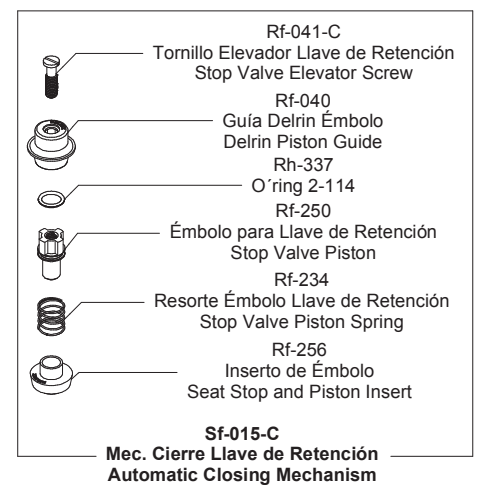 Rf-041-C
Tornillo Elevador Llave de Retención
Stop Valve Elevator Screw
Rf-040
Guía Delrin Émbolo
Delrin Piston Guide
Rh-337
O´ring 2-114
Rf-250
Émbolo para Llave de Retención
Stop Valve Piston
Rf-234
Resorte Émbolo Llave de Retención
Stop Valve Piston Spring
Rf-256
Inserto de Émbolo
Seat Stop and Piston Insert
Sf-015-C
Mec. Cierre Llave de Retención
Automatic Closing Mechanism